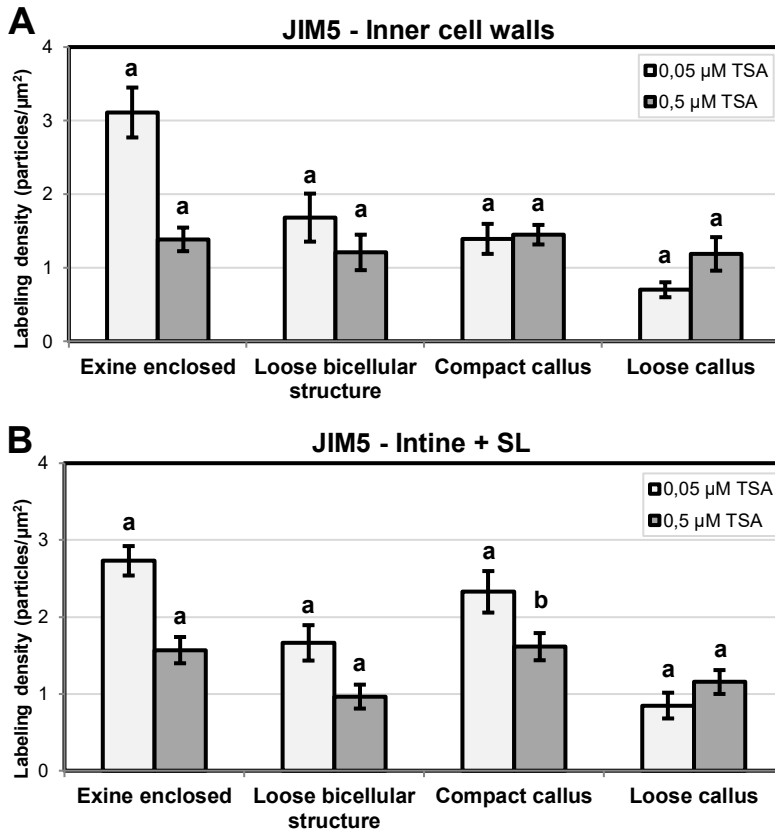 A
JIM5 - Inner cell walls
Labeling density (particles/µm²)
4
3
2
1
0
0,05 µM TSA
0,5 µM TSA
a
a
a
a
a
a
a
a
Exine enclosed
Loose bicellular
structure
Compact callus
Loose callus
B
JIM5 - Intine + SL
Labeling density (particles/µm²)
4
3
2
1
0
0,05 µM TSA
0,5 µM TSA
a
a
a
a
a
b
a
a
Exine enclosed
Loose bicellular
structure
Compact callus
Loose callus